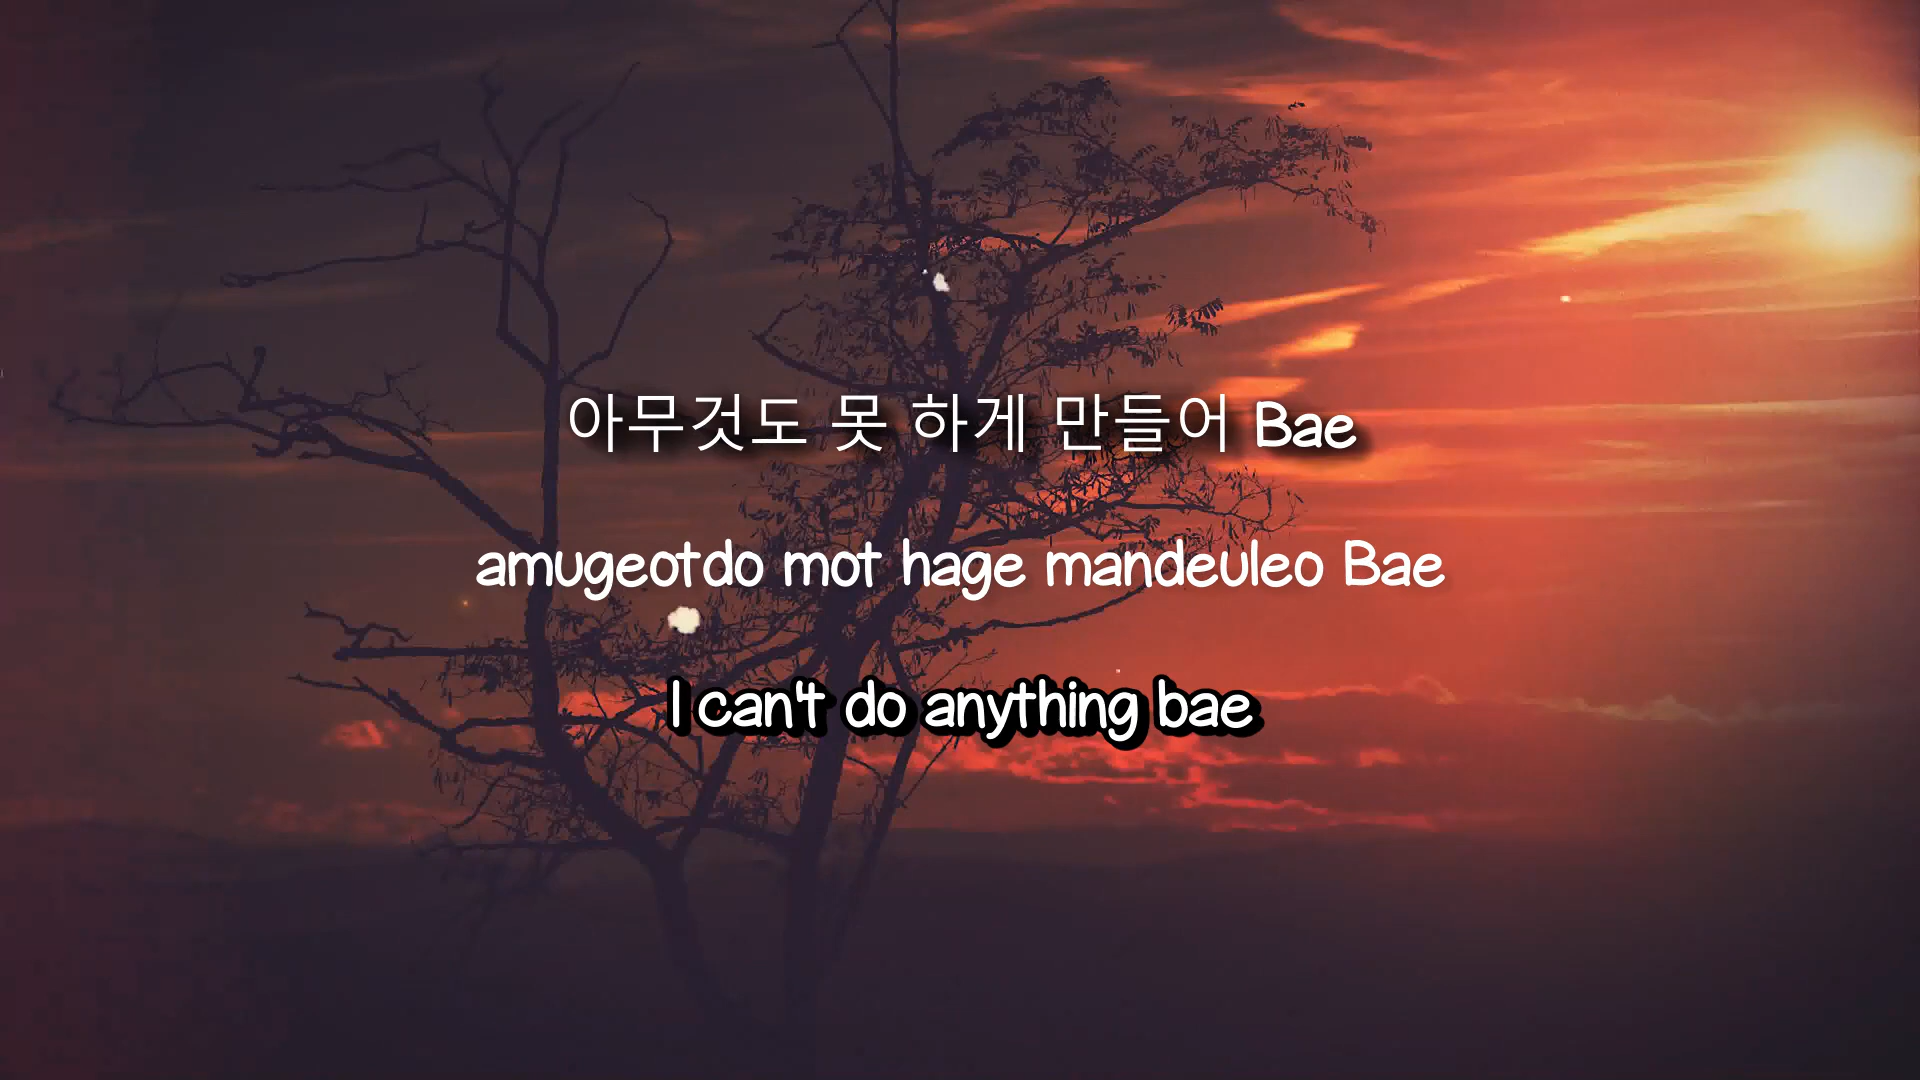 아무것도 못 하게 만들어 Bae
amugeotdo mot hage mandeuleo Bae
I can't do anything bae